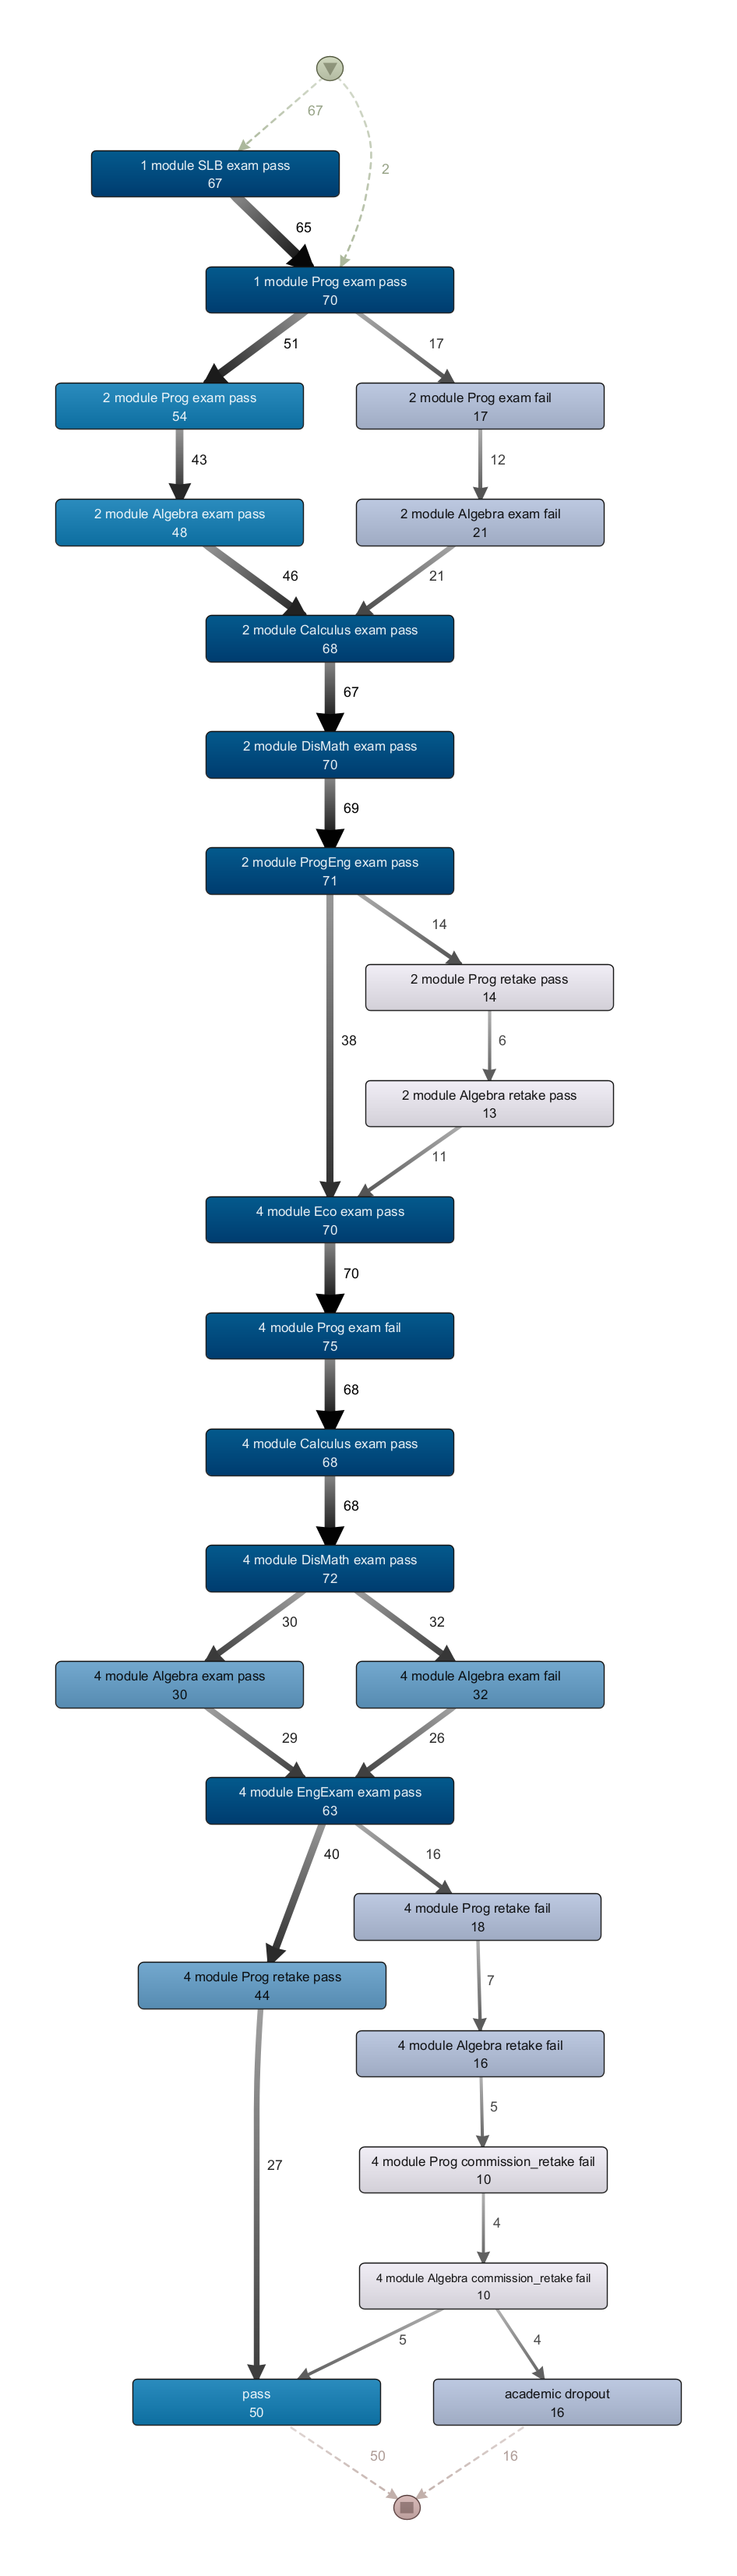 67
2
1 module SLB exam pass
67
65
1 module Prog exam pass
70
51
17
2 module Prog exam pass
54
2 module Prog exam fail
17
43
12
2 module Algebra exam pass
48
2 module Algebra exam fail
21
46
21
2 module Calculus exam pass
68
67
2 module DisMath exam pass
70
69
2 module ProgEng exam pass
71
14
2 module Prog retake pass
14
38
6
2 module Algebra retake pass
13
11
4 module Eco exam pass
70
70
4 module Prog exam fail
75
68
4 module Calculus exam pass
68
68
4 module DisMath exam pass
72
30
32
4 module Algebra exam pass
30
4 module Algebra exam fail
32
29
26
4 module EngExam exam pass
63
40
16
4 module Prog retake fail
18
4 module Prog retake pass
44
7
4 module Algebra retake fail
16
5
4 module Prog commission_retake fail
10
27
4
4 module Algebra commission_retake fail
10
5
4
pass
50
academic dropout
16
50
16